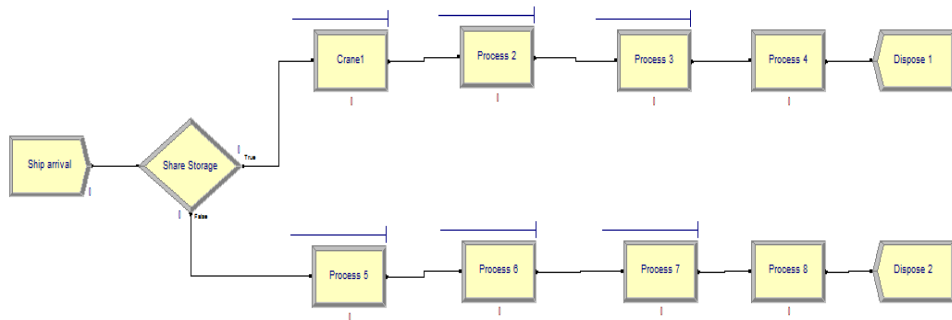 Crane1
Process 2
Process 3
Process 4
Dispose 1
Ship arrival
Share Storage
True
False
Process 5
Process 6
Process 7
Process 8
Dispose 2